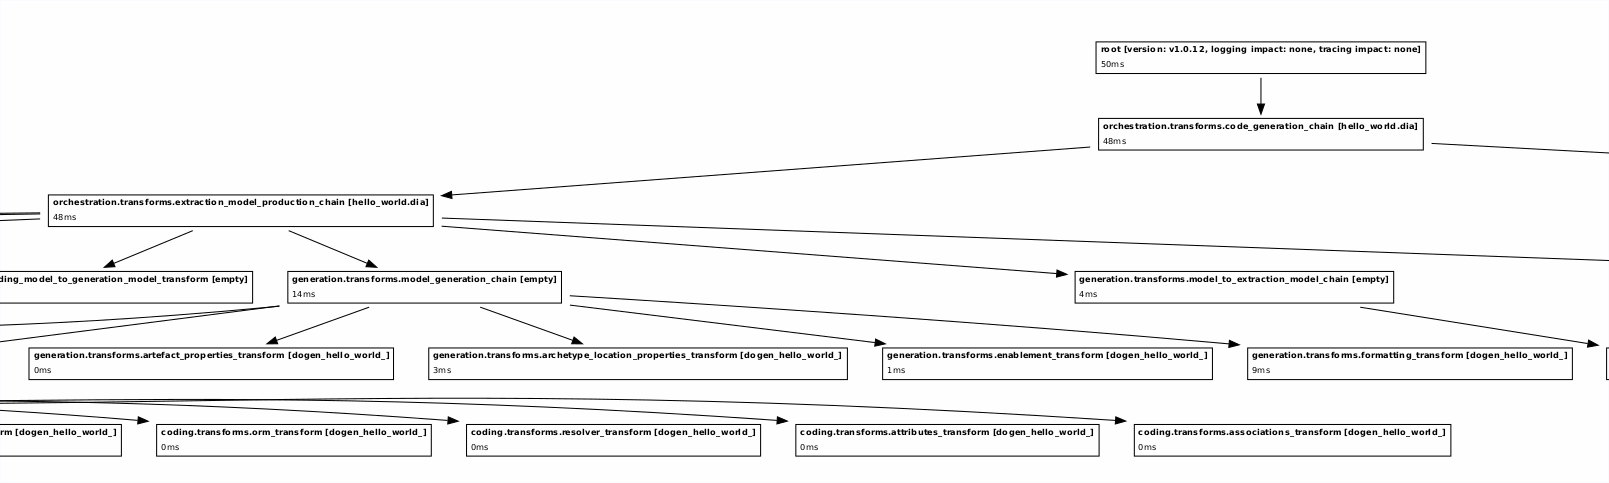 root [version: v1.0.12, logging impact: none, tracing impact: none]
50ms
orchestration.transforms.code_generation_chain [hello_world.dia]
48ms
orchestration.transforms.extraction_model_production_chain [hello_world.dia]
48ms
ding_model_to_generation_model_transform [empty]
generation.transforms.model_generation_chain [empty]
14ms
generation.transforms.model_to_extraction_model_chain [empty]
4ms
generation.transforms.artefact_properties_transform [dogen_hello_world_]
0ms
generation.transforms.archetype_location_properties_transform [dogen_hello_world_]
3ms
generation.transforms.enablement_transform [dogen_hello_world_]
1ms
generation.transforms.formatting_transform [dogen_hello_world_]
9ms
rm [dogen_hello_world_]
coding.transforms.orm_transform [dogen_hello_world_]
0ms
coding.transforms.resolver_transform [dogen_hello_world_]
0ms
coding.transforms.attributes_transform [dogen_hello_world_]
0ms
coding.transforms.associations_transform [dogen_hello_world_]
0ms